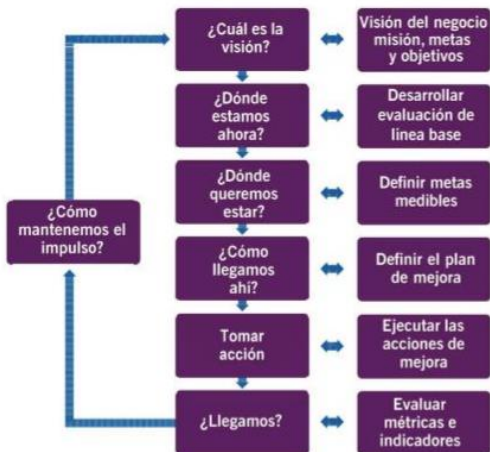 ¿Cuál es la
visión?
Visión del negocio
misión, metas
y objetivos
¿Dónde
estamos
ahora?
Desarrollar
evaluación de
línea base
¿Dónde
queremos
estar?
Definir metas
medibles
¿Cómo
mantenemos el
impulso?
¿Cómo
llegamos
ahí?
Definir el plan
de mejora
Tomar
acción
Ejecutar las
acciones de
mejora
¿Llegamos?
Evaluar
métricas e
indicadores